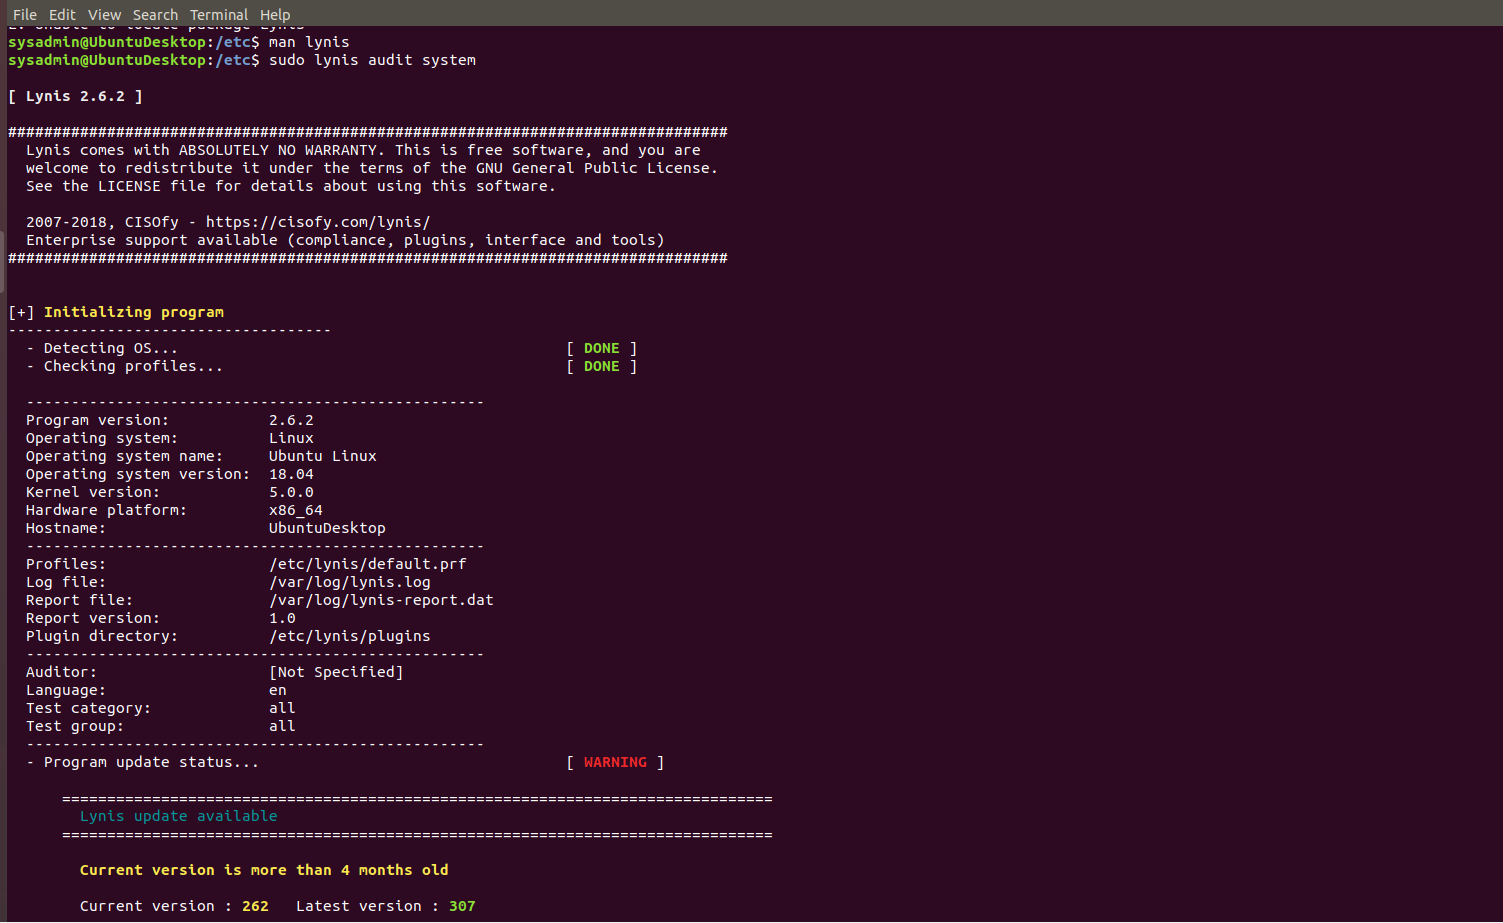 File Edit View Search Terminal Help
E: Unable to locate package Lynis
sysadmin@UbuntuDesktop:/etc$ man lynis
sysadmin@UbuntuDesktop:/etc$ sudo lynis audit system
[ Lynis 2.6.2 ]
################################################################################
Lynis comes with ABSOLUTELY NO WARRANTY. This is free software, and you are
welcome to redistribute it under the terms of the GNU General Public License.
See the LICENSE file for details about using this software.
2007-2018, CISOfy - https://cisofy.com/lynis/
Enterprise support available (compliance, plugins, interface and tools)
################################################################################
[+] Initializing program
------------------------------------
- Detecting OS... [ DONE ]
- Checking profiles... [ DONE ]
---------------------------------------------------
Program version: 2.6.2
Operating system: Linux
Operating system name: Ubuntu Linux
Operating system version: 18.04
Kernel version: 5.0.0
Hardware platform: x86_64
Hostname: UbuntuDesktop
---------------------------------------------------
Profiles: /etc/lynis/default.prf
Log file: /var/log/lynis.log
Report file: /var/log/lynis-report.dat
Report version: 1.0
Plugin directory: /etc/lynis/plugins
---------------------------------------------------
Auditor: [Not Specified]
Language: en
Test category: all
Test group: all
---------------------------------------------------
- Program update status... [ WARNING ]
===============================================================================
Lynis update available
===============================================================================
Current version is more than 4 months old
Current version : 262 Latest version : 307